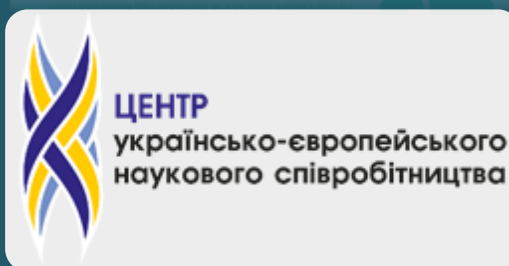 ЦЕНТР
українсько-європейського
наукового співробітництва